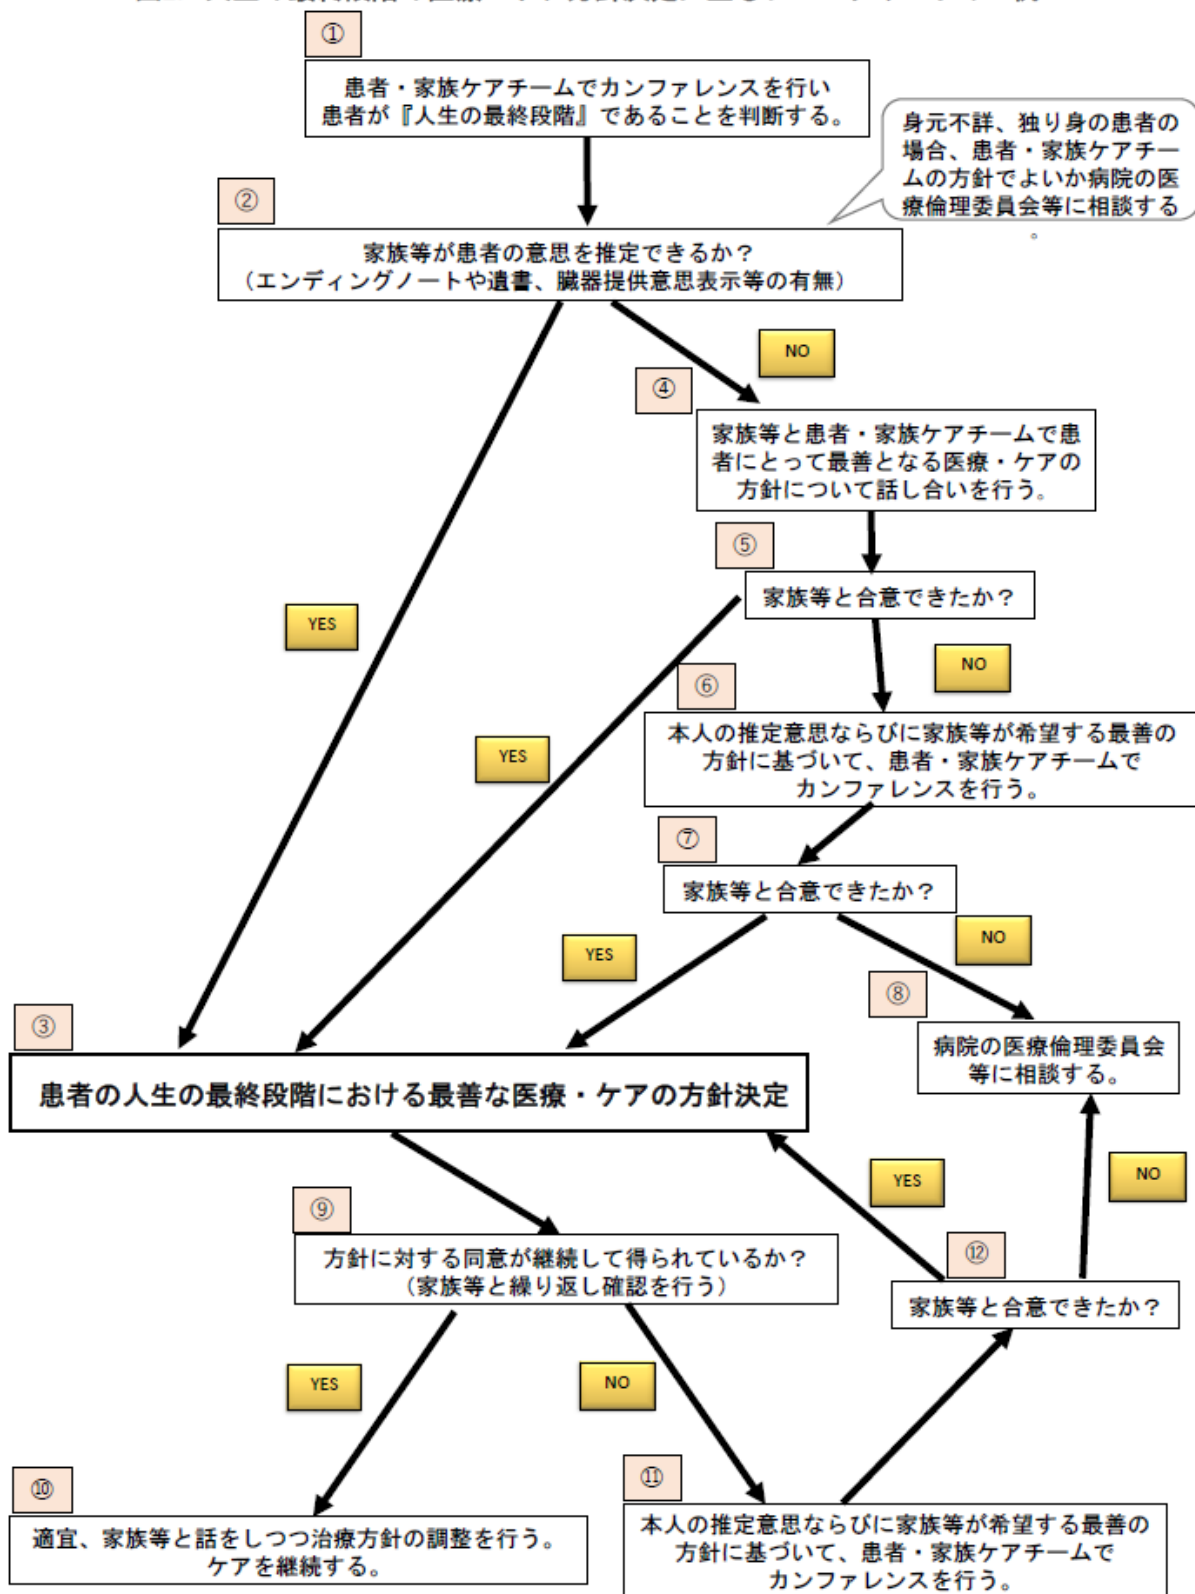 ①
患者・家族ケアチームでカンファレンスを行い
患者が『人生の最終段階』であることを判断する。
身元不詳、独り身の患者の
場合、患者・家族ケアチー
ムの方針でよいか病院の医
療倫理委員会等に相談する
。
②
家族等が患者の意思を推定できるか？
（エンディングノートや遺書、臓器提供意思表示等の有無）
NO
④
家族等と患者・家族ケアチームで患
者にとって最善となる医療・ケアの
方針について話し合いを行う。
⑤
家族等と合意できたか？
YES
NO
⑥
本人の推定意思ならびに家族等が希望する最善の
方針に基づいて、患者・家族ケアチームで
カンファレンスを行う。
YES
⑦
家族等と合意できたか？
YES
NO
⑧
病院の医療倫理委員会
等に相談する。
③
患者の人生の最終段階における最善な医療・ケアの方針決定
YES
NO
⑨
方針に対する同意が継続して得られているか？
（家族等と繰り返し確認を行う）
⑫
家族等と合意できたか？
YES
NO
⑩
適宜、家族等と話をしつつ治療方針の調整を行う。
ケアを継続する。
⑪
本人の推定意思ならびに家族等が希望する最善の
方針に基づいて、患者・家族ケアチームで
カンファレンスを行う。